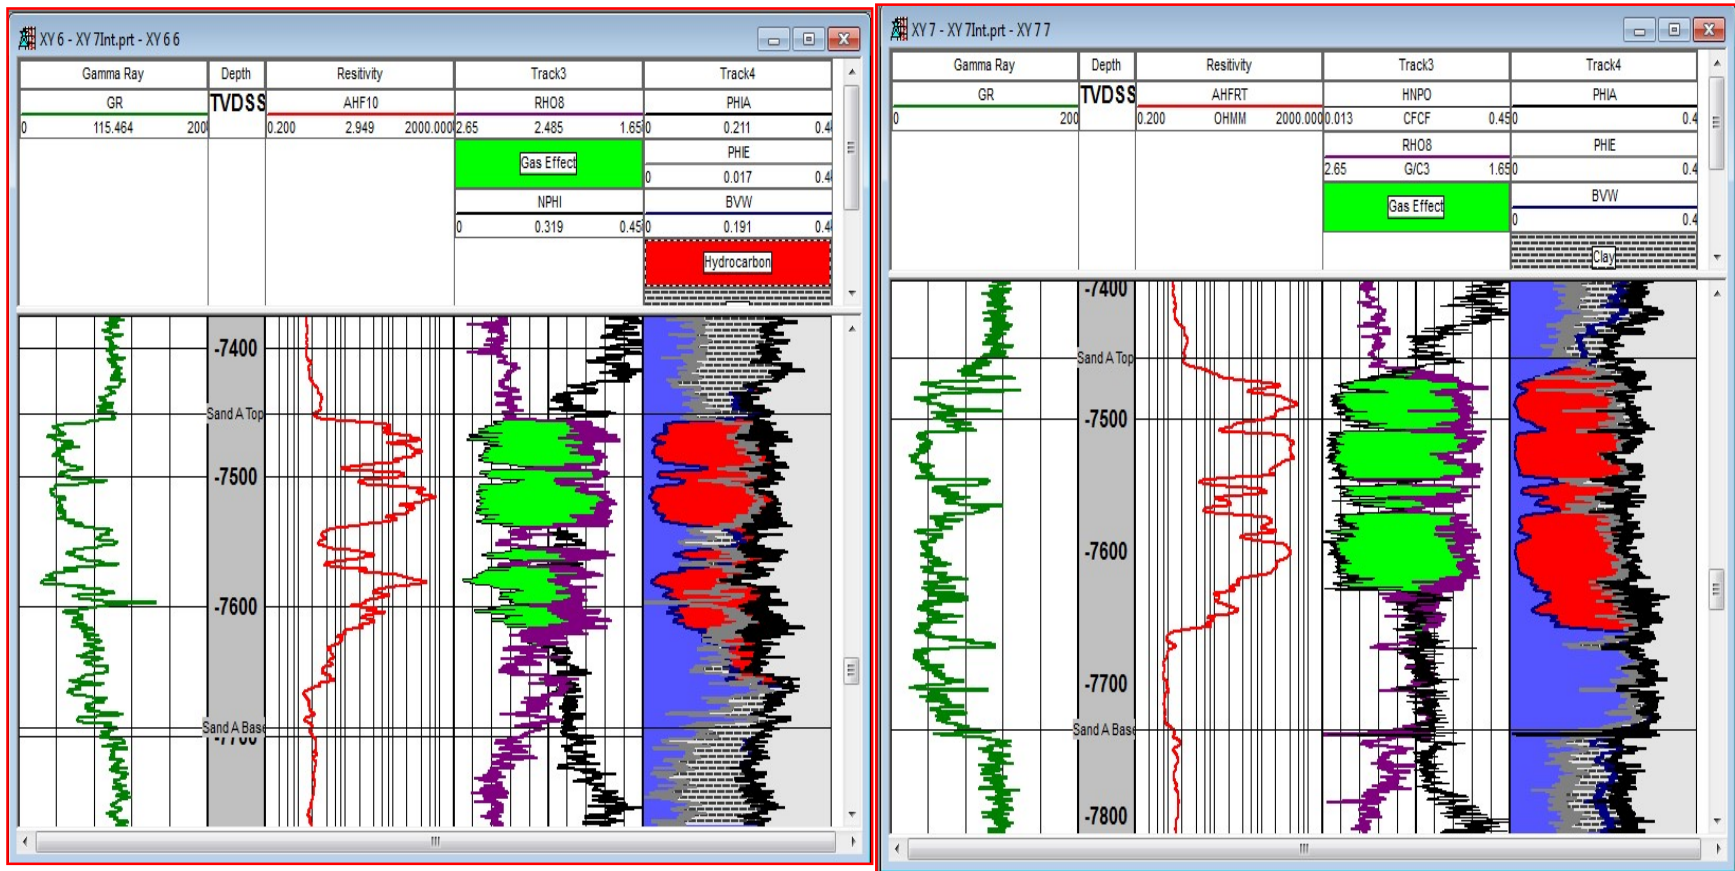 XY 6 - XY 7Int.prt - XY 6 6
Gamma Ray Depth Resitivity Track3 Track4
GR TVDSS AHF10 RHO8 PHIA
0 115.464 200 0.200 2.949 2000.000 2.65 2.485 1.65 0 0.211 0.4
Gas Effect PHIE
0 0.017 0.4
NPHI BVW
0 0.319 0.45 0 0.191 0.4
Hydrocarbon
-7400
Sand A Top
-7500
-7600
Sand A Base
-7700
XY 7 - XY 7Int.prt - XY 7 7
Gamma Ray Depth Resitivity Track3 Track4
GR TVDSS AHFRT HNPO PHIA
0 200 0.200 OHMM 2000.000 0.013 CFCF 0.45 0 0.4
RHO8 PHIE
2.65 G/C3 1.65 0 0.4
Gas Effect BVW
0 0.4
Clay
-7400
Sand A Top
-7500
-7600
-7700
Sand A Base
-7800